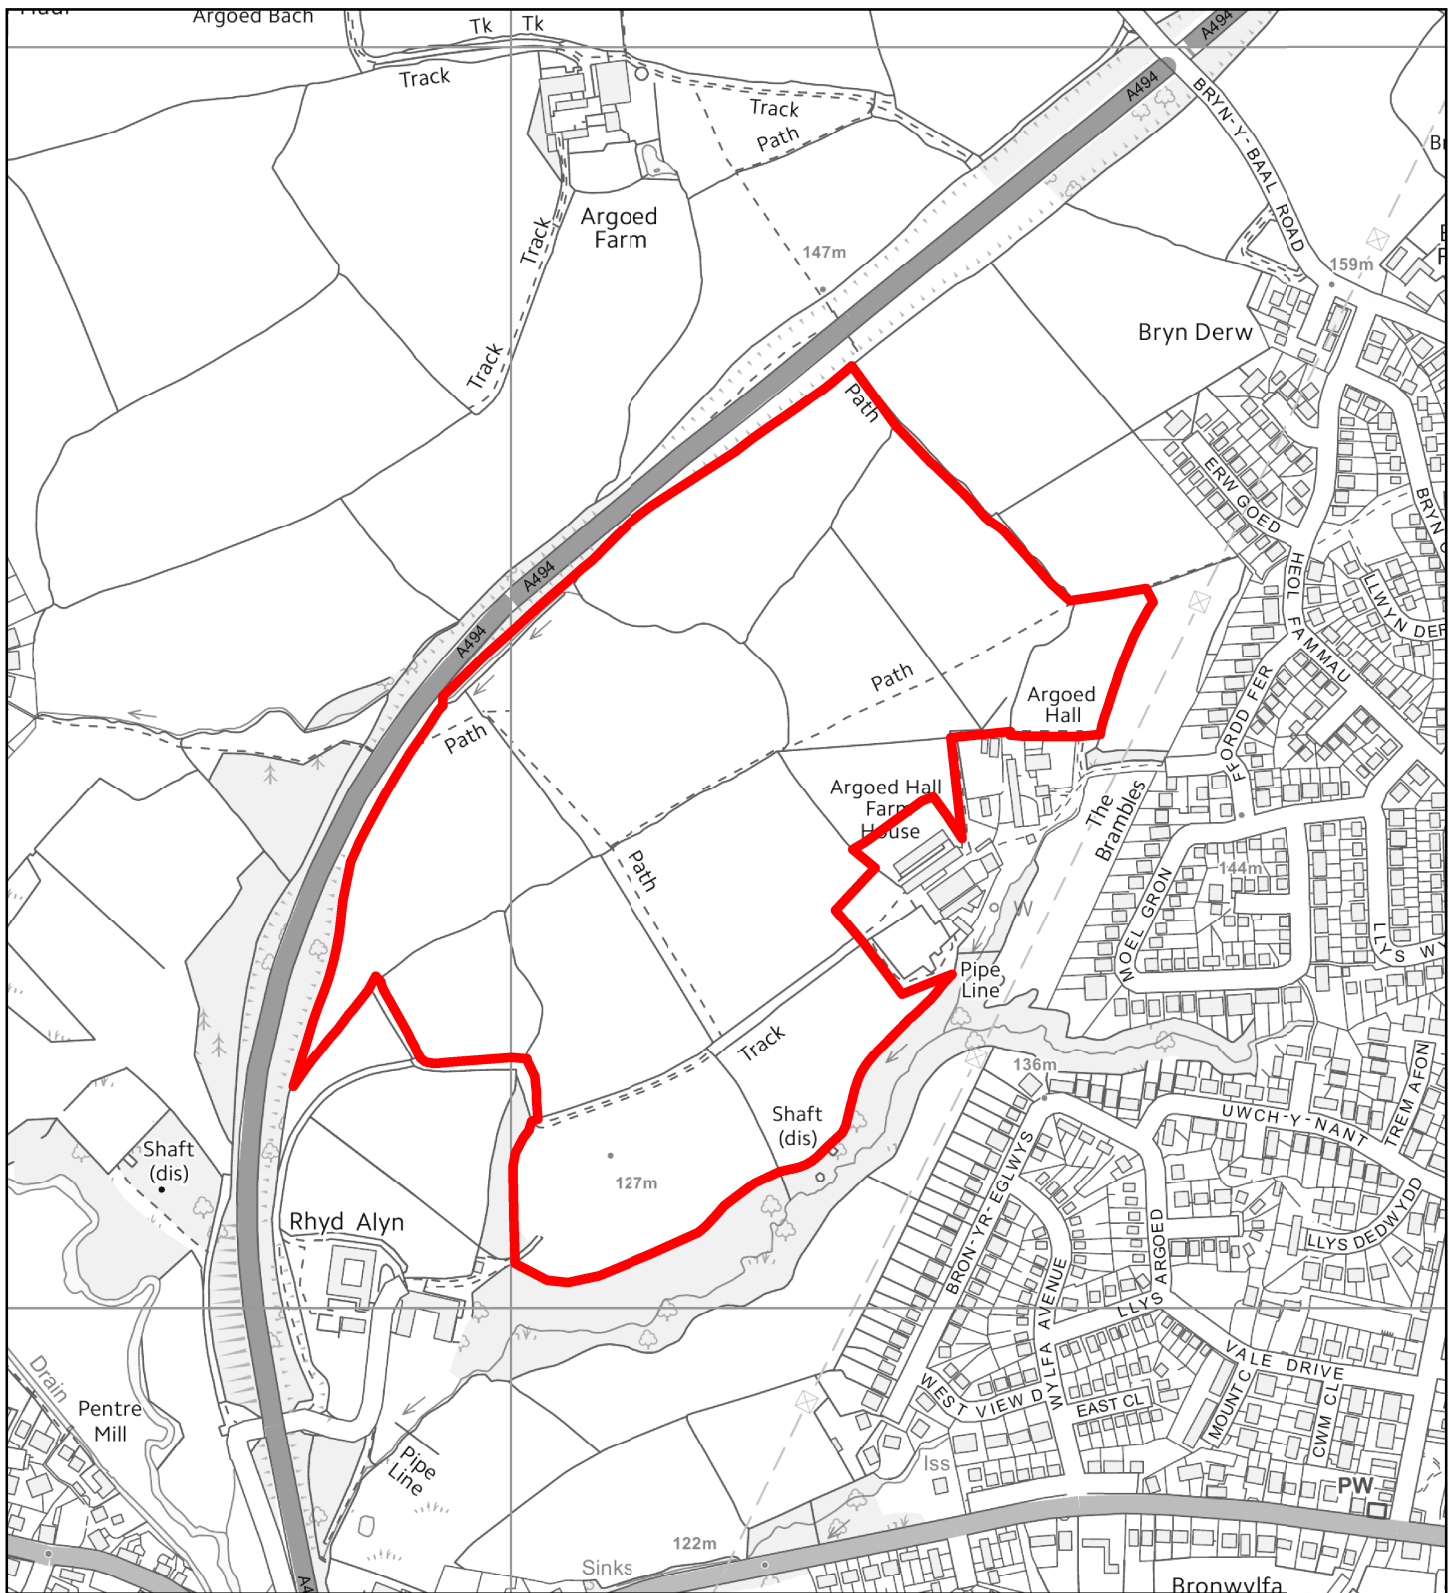 Argoed Bach
Tk
Tk
A494
Track
A494
BRYN-Y-BAAL ROAD
Track
Path
Argoed
Farm
Track
147m
159m
Bryn Derw
Track
Path
ERW GOED
BRYN
A494
HEOL FAMMAU
LLWYN DER
A494
Path
Argoed
Hall
FFORDD FER
Path
Argoed Hall
Farm
House
The
Brambles
Path
144m
MOEL GRON
W
LLYS WY
Pipe
Line
Track
136m
TREM AFON
Shaft
(dis)
UWCH-Y-NANT
Shaft
(dis)
127m
BRON-YR-EGLWYS
LLYS DEDWYDD
Rhyd Alyn
LLYS ARGOED
WYLFA AVENUE
VALE DRIVE
Drain
Pentre
Mill
WEST VIEW D
EAST CL
MOUNT C
CWM CL
Pipe
Line
Iss
PW
122m
Sinks
A4
Bronwylfa